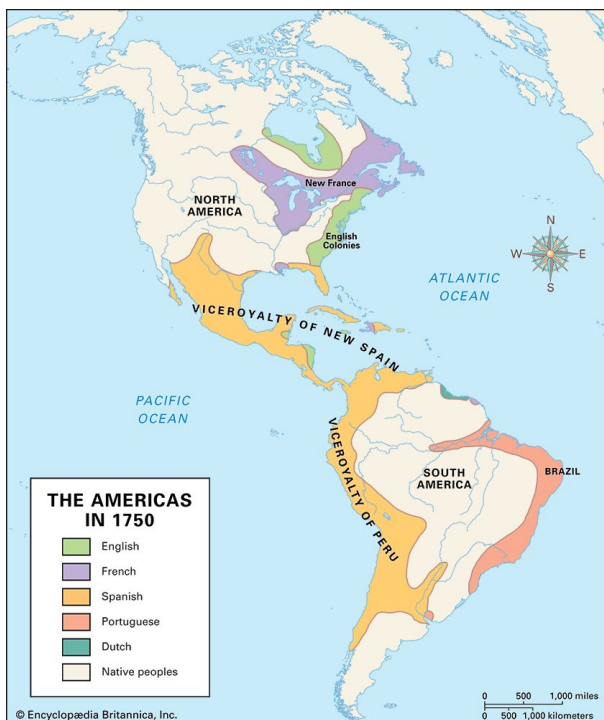 New France
NORTH
AMERICA
English
Colonies
N
W
E
S
ATLANTIC
OCEAN
VICEROYALTY OF NEW SPAIN
PACIFIC
OCEAN
VICEROYALTY OF PERU
SOUTH
AMERICA
BRAZIL
THE AMERICAS
IN 1750
English
French
Spanish
Portuguese
Dutch
Native peoples
0 500 1,000 miles
0 500 1,000 kilometers
© Encyclopædia Britannica, Inc.